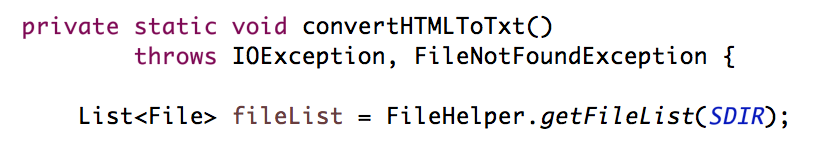 private static void convertHTMLToTxt()
throws IOException, FileNotFoundException {
List<File> fileList = FileHelper.getFileList(SDIR);